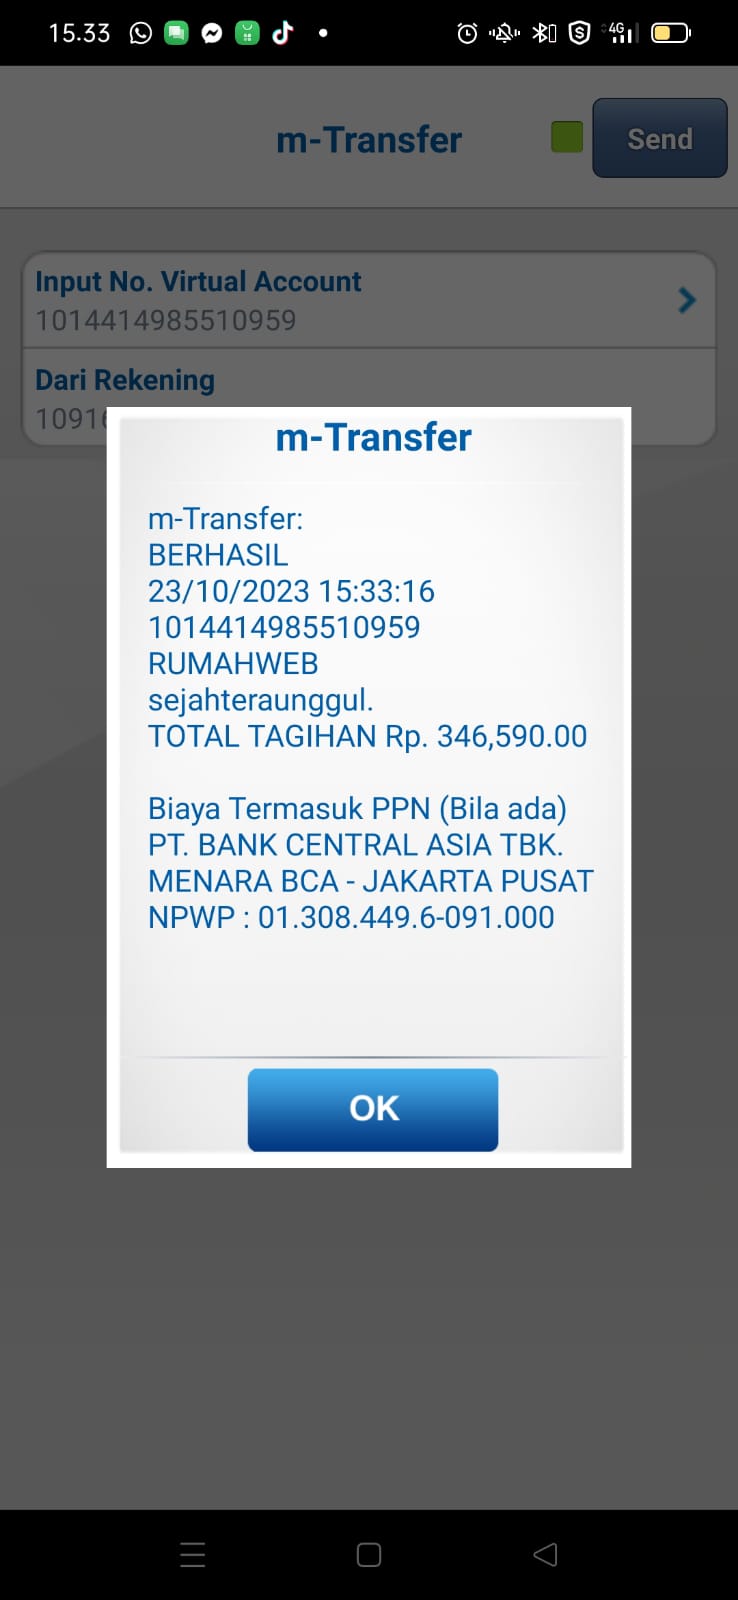 15.33
4G
m-Transfer
Send
Input No. Virtual Account
1014414985510959
Dari Rekening
1091
m-Transfer
m-Transfer:
BERHASIL
23/10/2023 15:33:16
1014414985510959
RUMAHWEB
sejahteraunggul.
TOTAL TAGIHAN Rp. 346,590.00
Biaya Termasuk PPN (Bila ada)
PT. BANK CENTRAL ASIA TBK.
MENARA BCA - JAKARTA PUSAT
NPWP : 01.308.449.6-091.000
OK